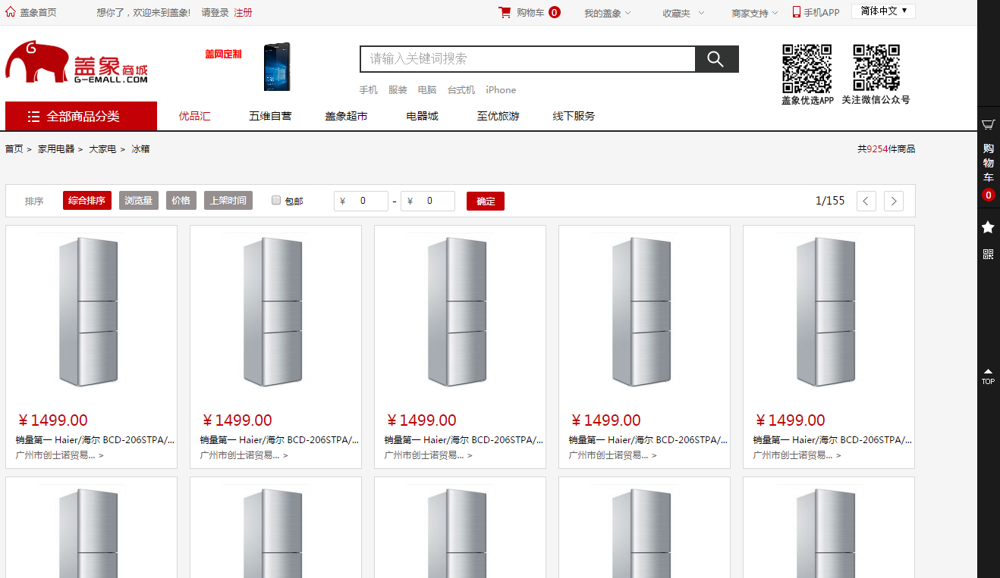 盖象首页 想你了，欢迎来到盖象! 请登录 注册 购物车 0 我的盖象 收藏夹 商家支持 手机APP 简体中文 ▼
G 盖象商城
G-EMALL.COM
盖网定制
请输入关键词搜索
手机 服装 电脑 台式机 iPhone
盖象优选APP 关注微信公众号
全部商品分类 优品汇 五维自营 盖象超市 电器城 至优旅游 线下服务
首页 > 家用电器 > 大家电 > 冰箱 共9254件商品
排序 综合排序 浏览量 价格 上架时间 包邮 ¥ 0 - ¥ 0 确定 1/155 < >
购物车
0
TOP
¥1499.00 ¥1499.00 ¥1499.00 ¥1499.00 ¥1499.00
销量第一 Haier/海尔 BCD-206STPA/... 销量第一 Haier/海尔 BCD-206STPA/... 销量第一 Haier/海尔 BCD-206STPA/... 销量第一 Haier/海尔 BCD-206STPA/... 销量第一 Haier/海尔 BCD-206STPA/...
广州市创士诺贸易... > 广州市创士诺贸易... > 广州市创士诺贸易... > 广州市创士诺贸易... > 广州市创士诺贸易... >